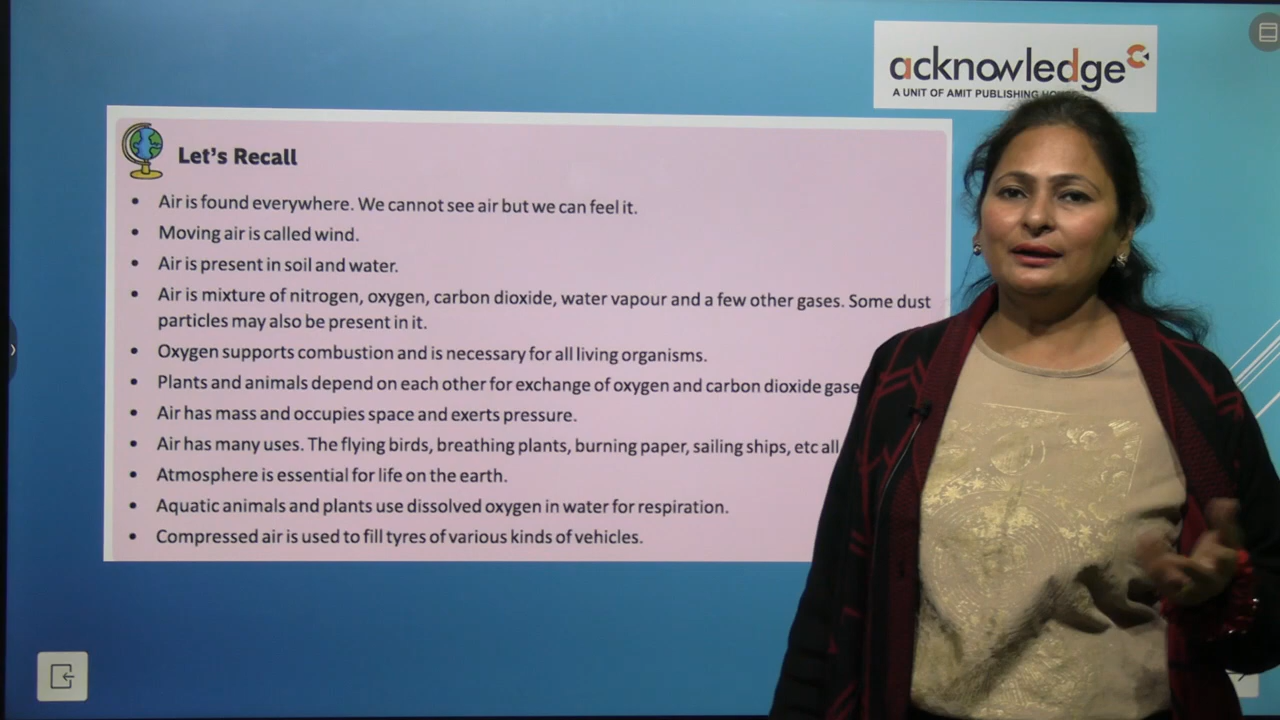 acknowledge
A UNIT OF AMIT PUBLISHING
Let's Recall
• Air is found everywhere. We cannot see air but we can feel it.
• Moving air is called wind.
• Air is present in soil and water.
• Air is mixture of nitrogen, oxygen, carbon dioxide, water vapour and a few other gases. Some dust
particles may also be present in it.
• Oxygen supports combustion and is necessary for all living organisms.
• Plants and animals depend on each other for exchange of oxygen and carbon dioxide gase
• Air has mass and occupies space and exerts pressure.
• Air has many uses. The flying birds, breathing plants, burning paper, sailing ships, etc all
• Atmosphere is essential for life on the earth.
• Aquatic animals and plants use dissolved oxygen in water for respiration.
• Compressed air is used to fill tyres of various kinds of vehicles.